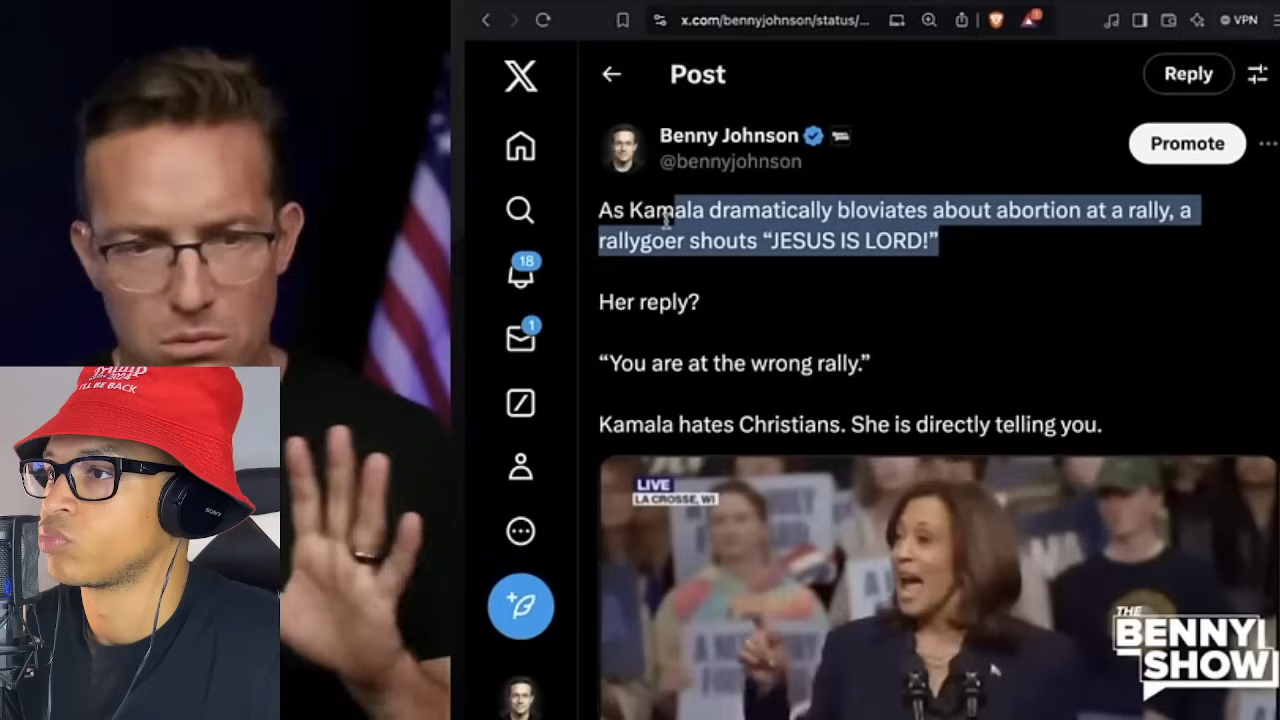 x.com/bennyjohnson/status/...
VPN
Post
Reply
Benny Johnson
@bennyjohnson
Promote
As Kamala dramatically bloviates about abortion at a rally, a
rallygoer shouts “JESUS IS LORD!”
18
Her reply?
1
“You are at the wrong rally.”
Kamala hates Christians. She is directly telling you.
LIVE
LA CROSSE, WI
THE
BENNY
SHOW
2024
I'LL BE BACK
SONY